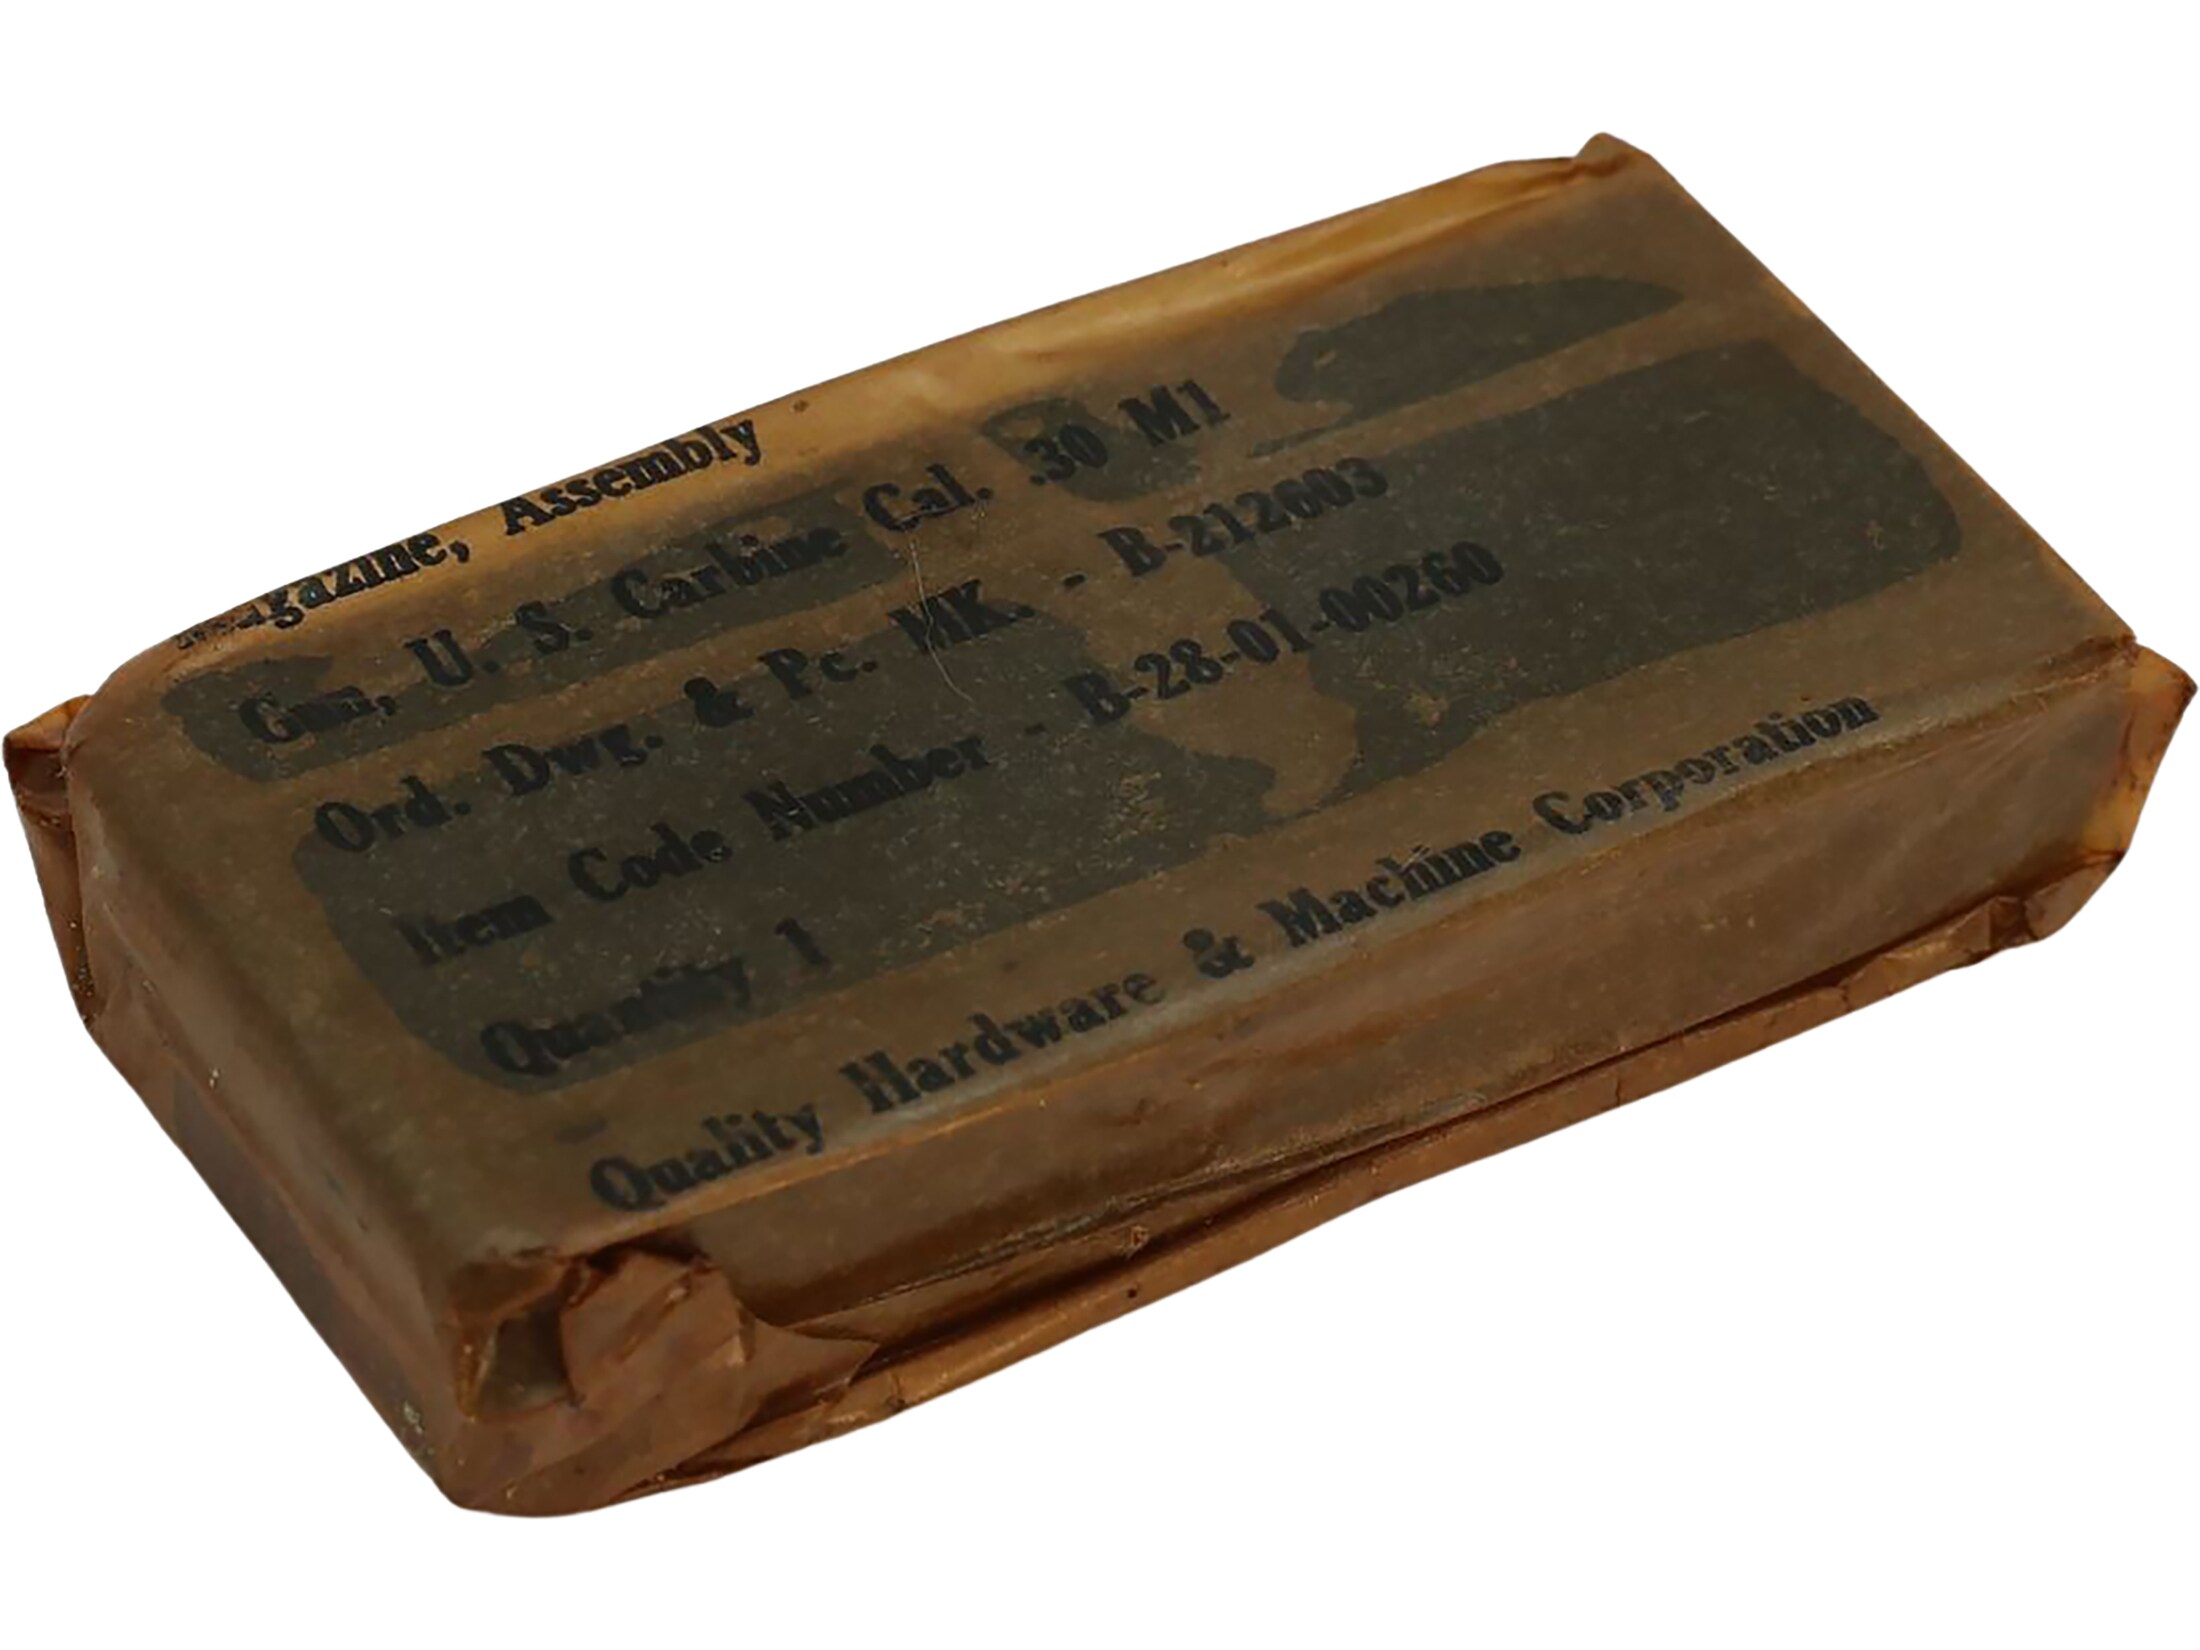 Magazine, Assembly
Gun, U. S. Carbine Cal. .30 M1
Ord. Dwg. & Pc. MK. - B-212603
Item Code Number - B-28-01-00260
Quantity 1
Quality Hardware & Machine Corporation